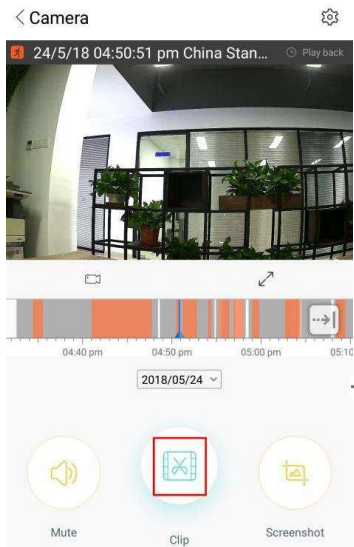 Camera
24/5/18 04:50:51 pm China Stan...
Play back
04:40 pm 04:50 pm 05:00 pm 05:10
2018/05/24
Mute Clip Screenshot